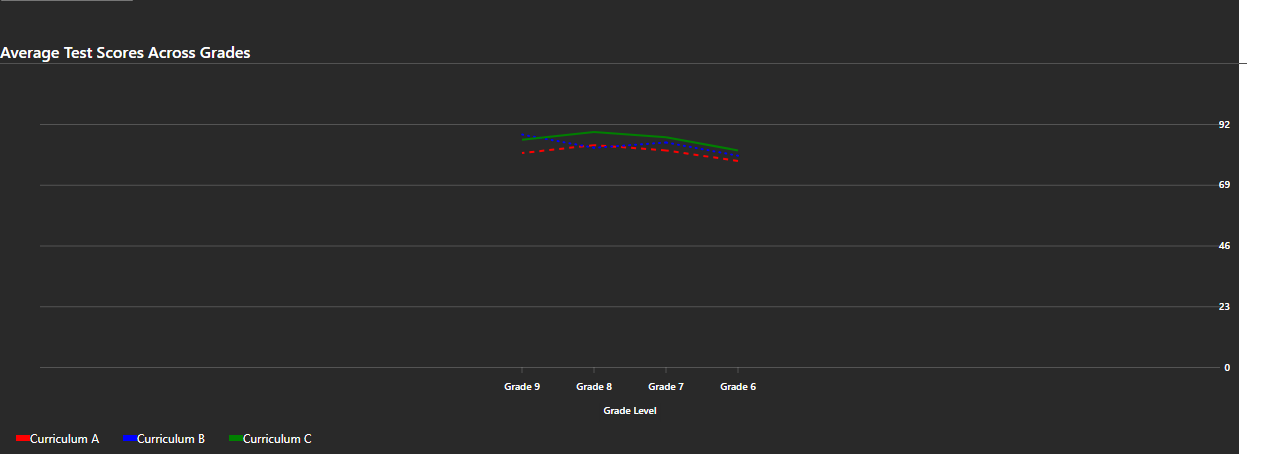 Average Test Scores Across Grades
92
69
46
23
0
Grade 9 Grade 8 Grade 7 Grade 6
Grade Level
Curriculum A Curriculum B Curriculum C